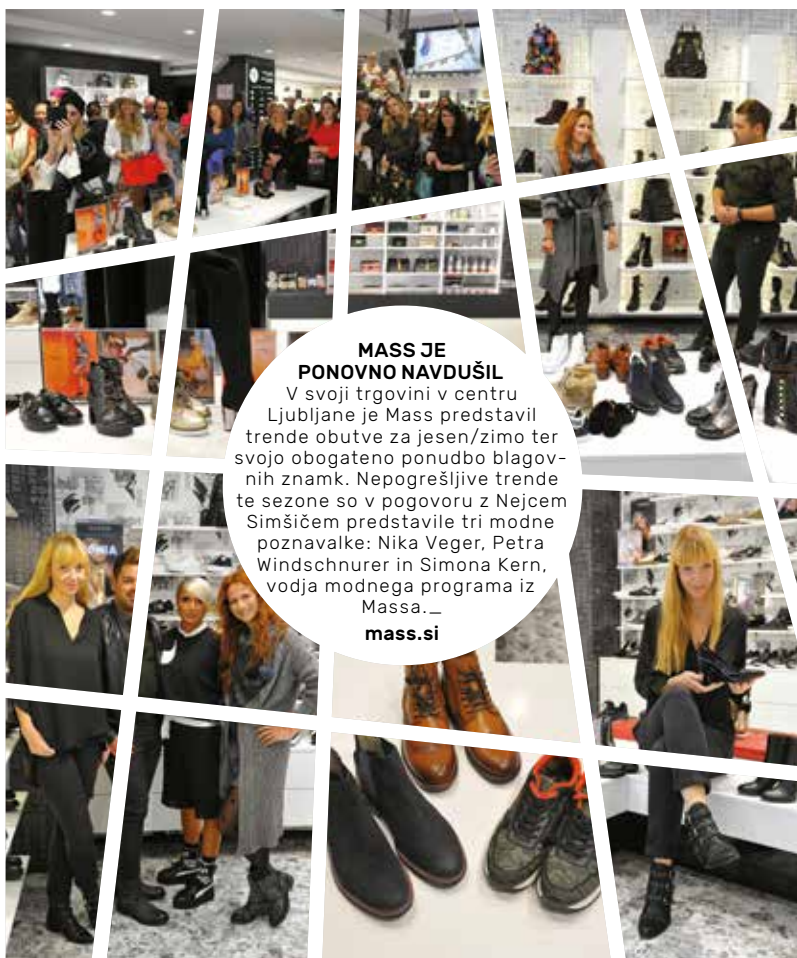 MASS JE
PONOVNO NAVDUŠIL
V svoji trgovini v centru
Ljubljane je Mass predstavil
trende obutve za jesen/zimo ter
svojo obogateno ponudbo blagov-
nih znamk. Nepogrešljive trende
te sezone so v pogovoru z Nejcem
Simšičem predstavile tri modne
poznavalke: Nika Veger, Petra
Windschnurer in Simona Kern,
vodja modnega programa iz
Massa._
mass.si